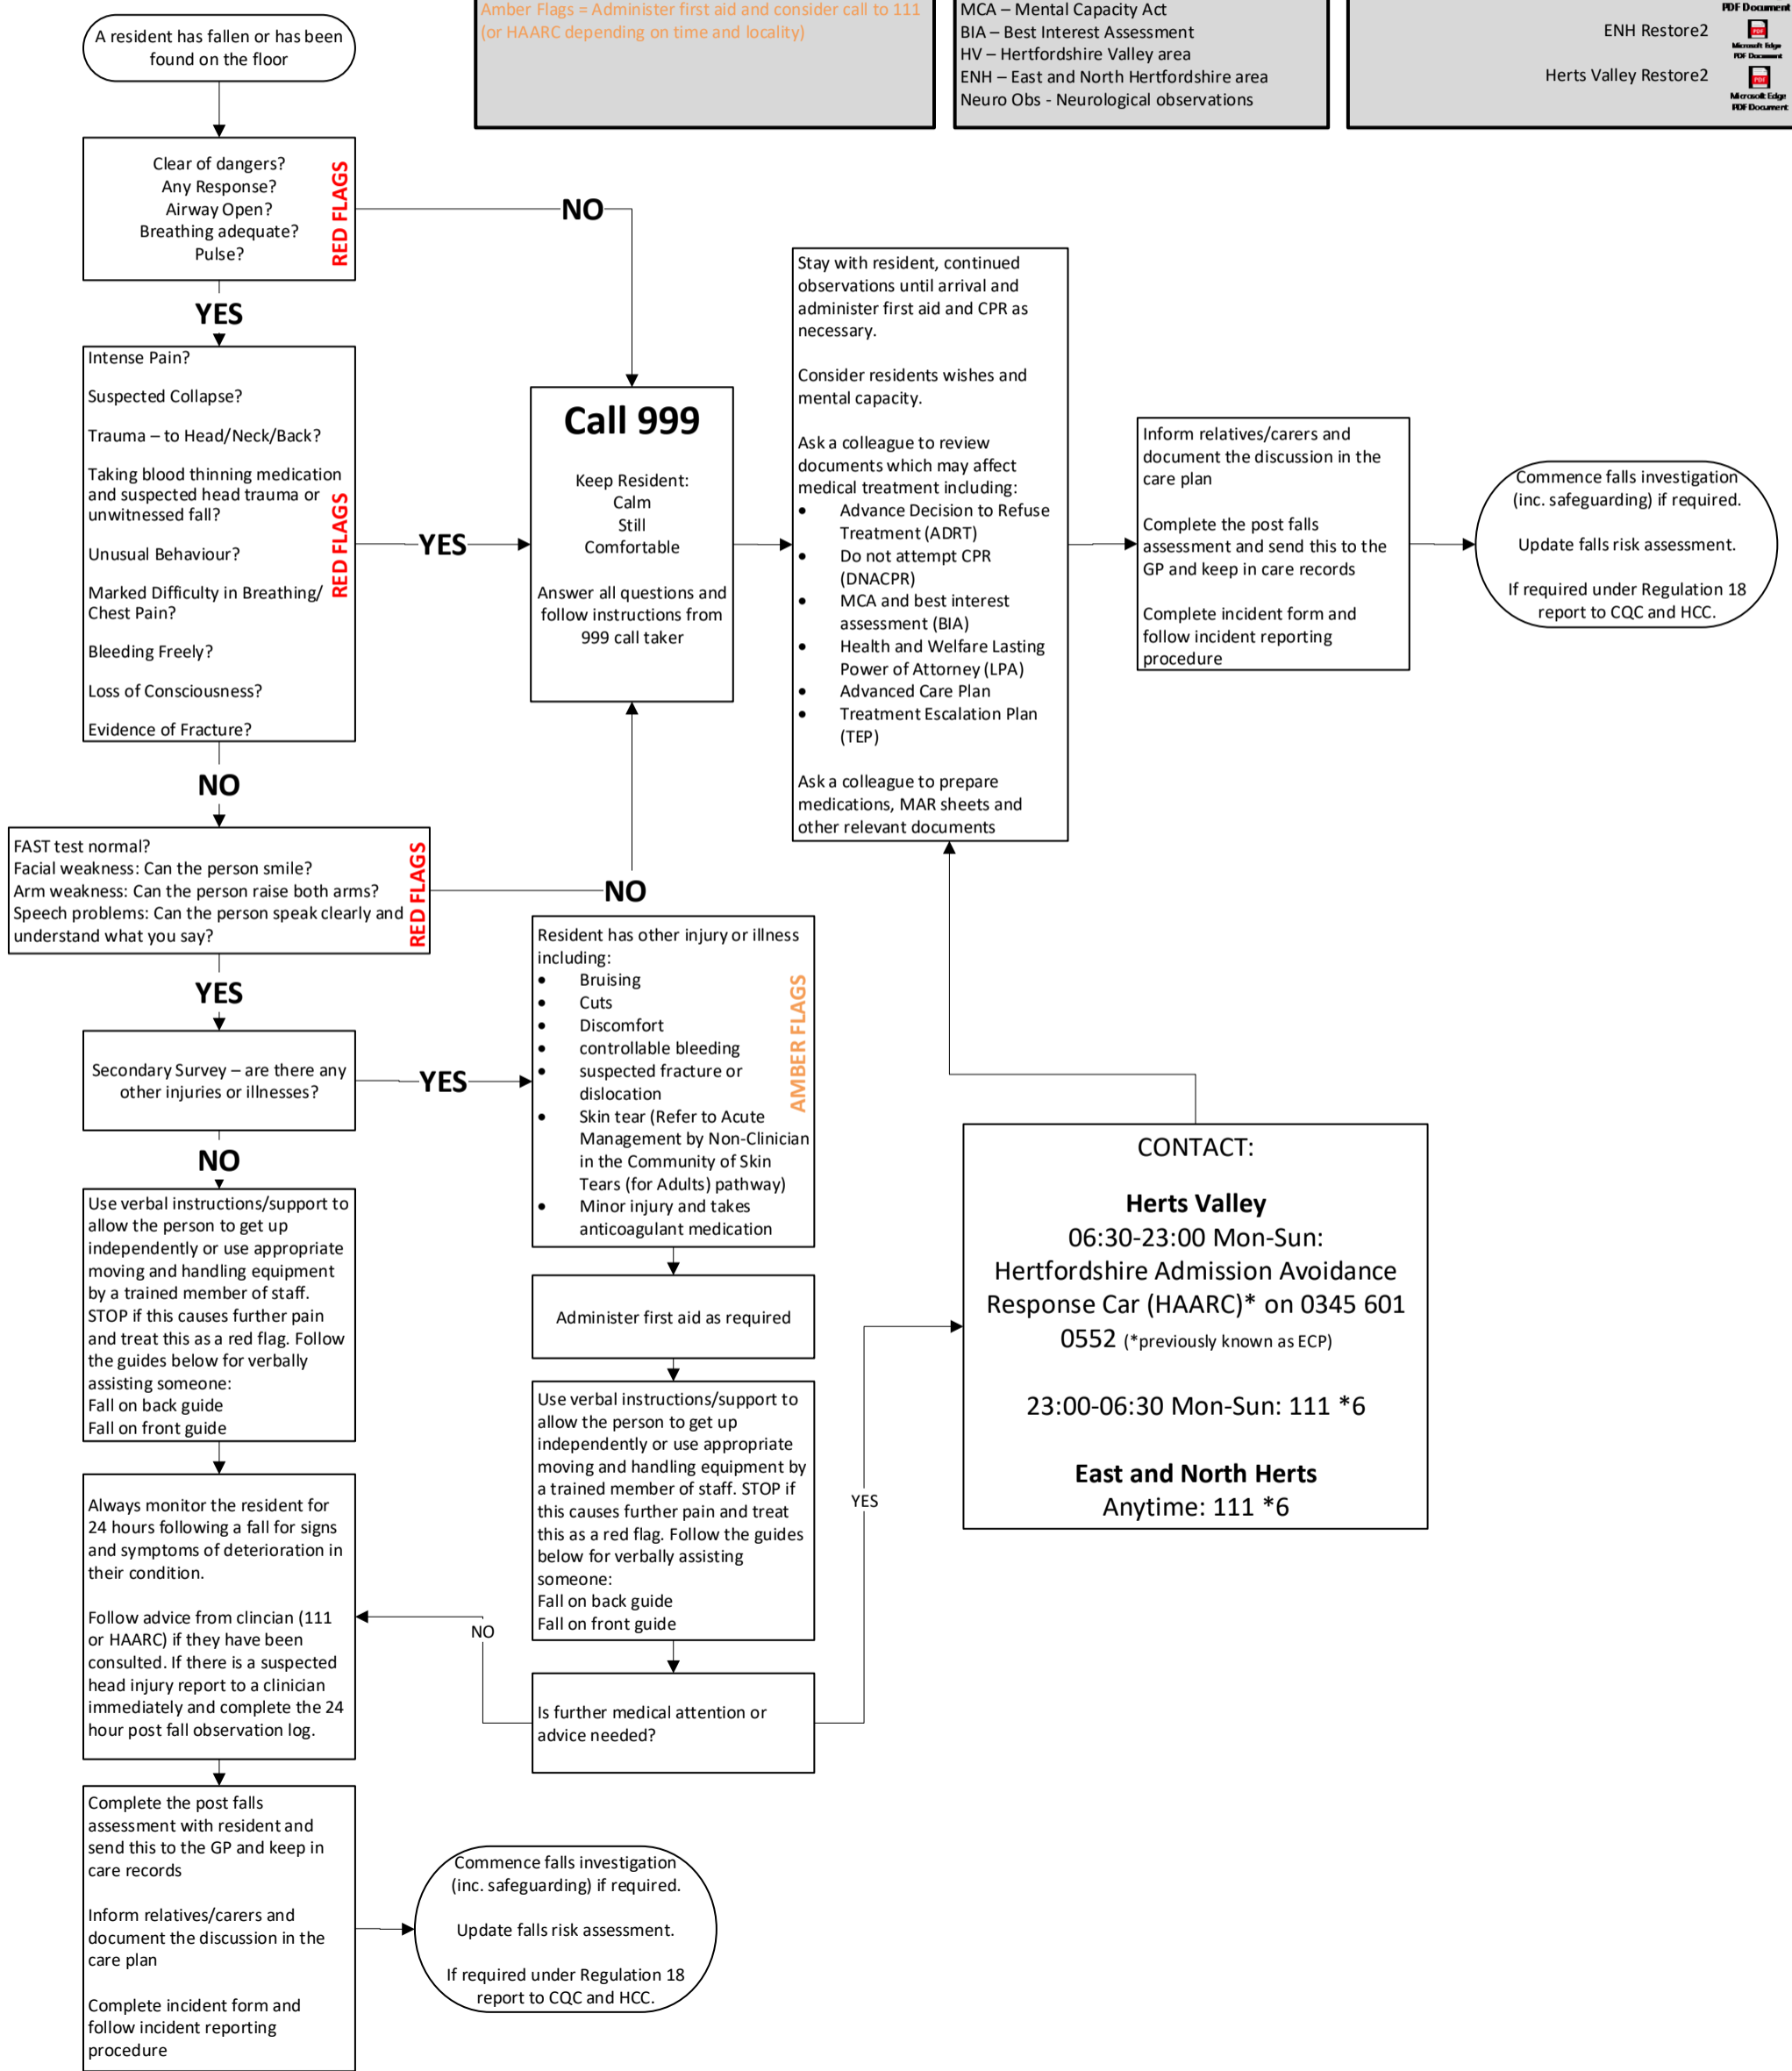 Amber Flags = Administer first aid and consider call to 111
(or HAARC depending on time and locality)
MCA – Mental Capacity Act
BIA – Best Interest Assessment
HV – Hertfordshire Valley area
ENH – East and North Hertfordshire area
Neuro Obs - Neurological observations
PDF Document
ENH Restore2
PDF
Microsoft Edge
PDF Document
Herts Valley Restore2
PDF
Microsoft Edge
PDF Document
A resident has fallen or has been
found on the floor
Clear of dangers?
Any Response?
Airway Open?
Breathing adequate?
Pulse?
RED FLAGS
NO
YES
Intense Pain?
Suspected Collapse?
Trauma – to Head/Neck/Back?
Taking blood thinning medication
and suspected head trauma or
unwitnessed fall?
Unusual Behaviour?
Marked Difficulty in Breathing/
Chest Pain?
Bleeding Freely?
Loss of Consciousness?
Evidence of Fracture?
RED FLAGS
YES
Call 999
Keep Resident:
Calm
Still
Comfortable
Answer all questions and
follow instructions from
999 call taker
Stay with resident, continued
observations until arrival and
administer first aid and CPR as
necessary.
Consider residents wishes and
mental capacity.
Ask a colleague to review
documents which may affect
medical treatment including:
• Advance Decision to Refuse
Treatment (ADRT)
• Do not attempt CPR
(DNACPR)
• MCA and best interest
assessment (BIA)
• Health and Welfare Lasting
Power of Attorney (LPA)
• Advanced Care Plan
• Treatment Escalation Plan
(TEP)
Ask a colleague to prepare
medications, MAR sheets and
other relevant documents
Inform relatives/carers and
document the discussion in the
care plan
Complete the post falls
assessment and send this to the
GP and keep in care records
Complete incident form and
follow incident reporting
procedure
Commence falls investigation
(inc. safeguarding) if required.
Update falls risk assessment.
If required under Regulation 18
report to CQC and HCC.
NO
FAST test normal?
Facial weakness: Can the person smile?
Arm weakness: Can the person raise both arms?
Speech problems: Can the person speak clearly and
understand what you say?
RED FLAGS
NO
YES
Secondary Survey – are there any
other injuries or illnesses?
YES
Resident has other injury or illness
including:
• Bruising
• Cuts
• Discomfort
• controllable bleeding
• suspected fracture or
dislocation
• Skin tear (Refer to Acute
Management by Non-Clinician
in the Community of Skin
Tears (for Adults) pathway)
• Minor injury and takes
anticoagulant medication
AMBER FLAGS
NO
Use verbal instructions/support to
allow the person to get up
independently or use appropriate
moving and handling equipment
by a trained member of staff.
STOP if this causes further pain
and treat this as a red flag. Follow
the guides below for verbally
assisting someone:
Fall on back guide
Fall on front guide
Administer first aid as required
Use verbal instructions/support to
allow the person to get up
independently or use appropriate
moving and handling equipment by
a trained member of staff. STOP if
this causes further pain and treat
this as a red flag. Follow the guides
below for verbally assisting
someone:
Fall on back guide
Fall on front guide
YES
CONTACT:
Herts Valley
06:30-23:00 Mon-Sun:
Hertfordshire Admission Avoidance
Response Car (HAARC)* on 0345 601
0552 (*previously known as ECP)
23:00-06:30 Mon-Sun: 111 *6
East and North Herts
Anytime: 111 *6
Always monitor the resident for
24 hours following a fall for signs
and symptoms of deterioration in
their condition.
Follow advice from clincian (111
or HAARC) if they have been
consulted. If there is a suspected
head injury report to a clinician
immediately and complete the 24
hour post fall observation log.
NO
Is further medical attention or
advice needed?
Complete the post falls
assessment with resident and
send this to the GP and keep in
care records
Inform relatives/carers and
document the discussion in the
care plan
Complete incident form and
follow incident reporting
procedure
Commence falls investigation
(inc. safeguarding) if required.
Update falls risk assessment.
If required under Regulation 18
report to CQC and HCC.